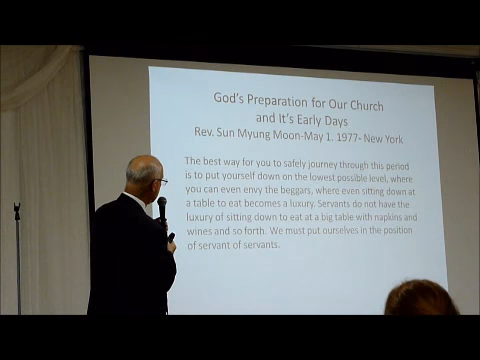 God's Preparation for Our Church
and It's Early Days
Rev. Sun Myung Moon-May 1. 1977- New York
The best way for you to safely journey through this period
is to put yourself down on the lowest possible level, where
you can even envy the beggars, where even sitting down at
a table to eat becomes a luxury. Servants do not have the
luxury of sitting down to eat at a big table with napkins and
wines and so forth. We must put ourselves in the position
of servant of servants.